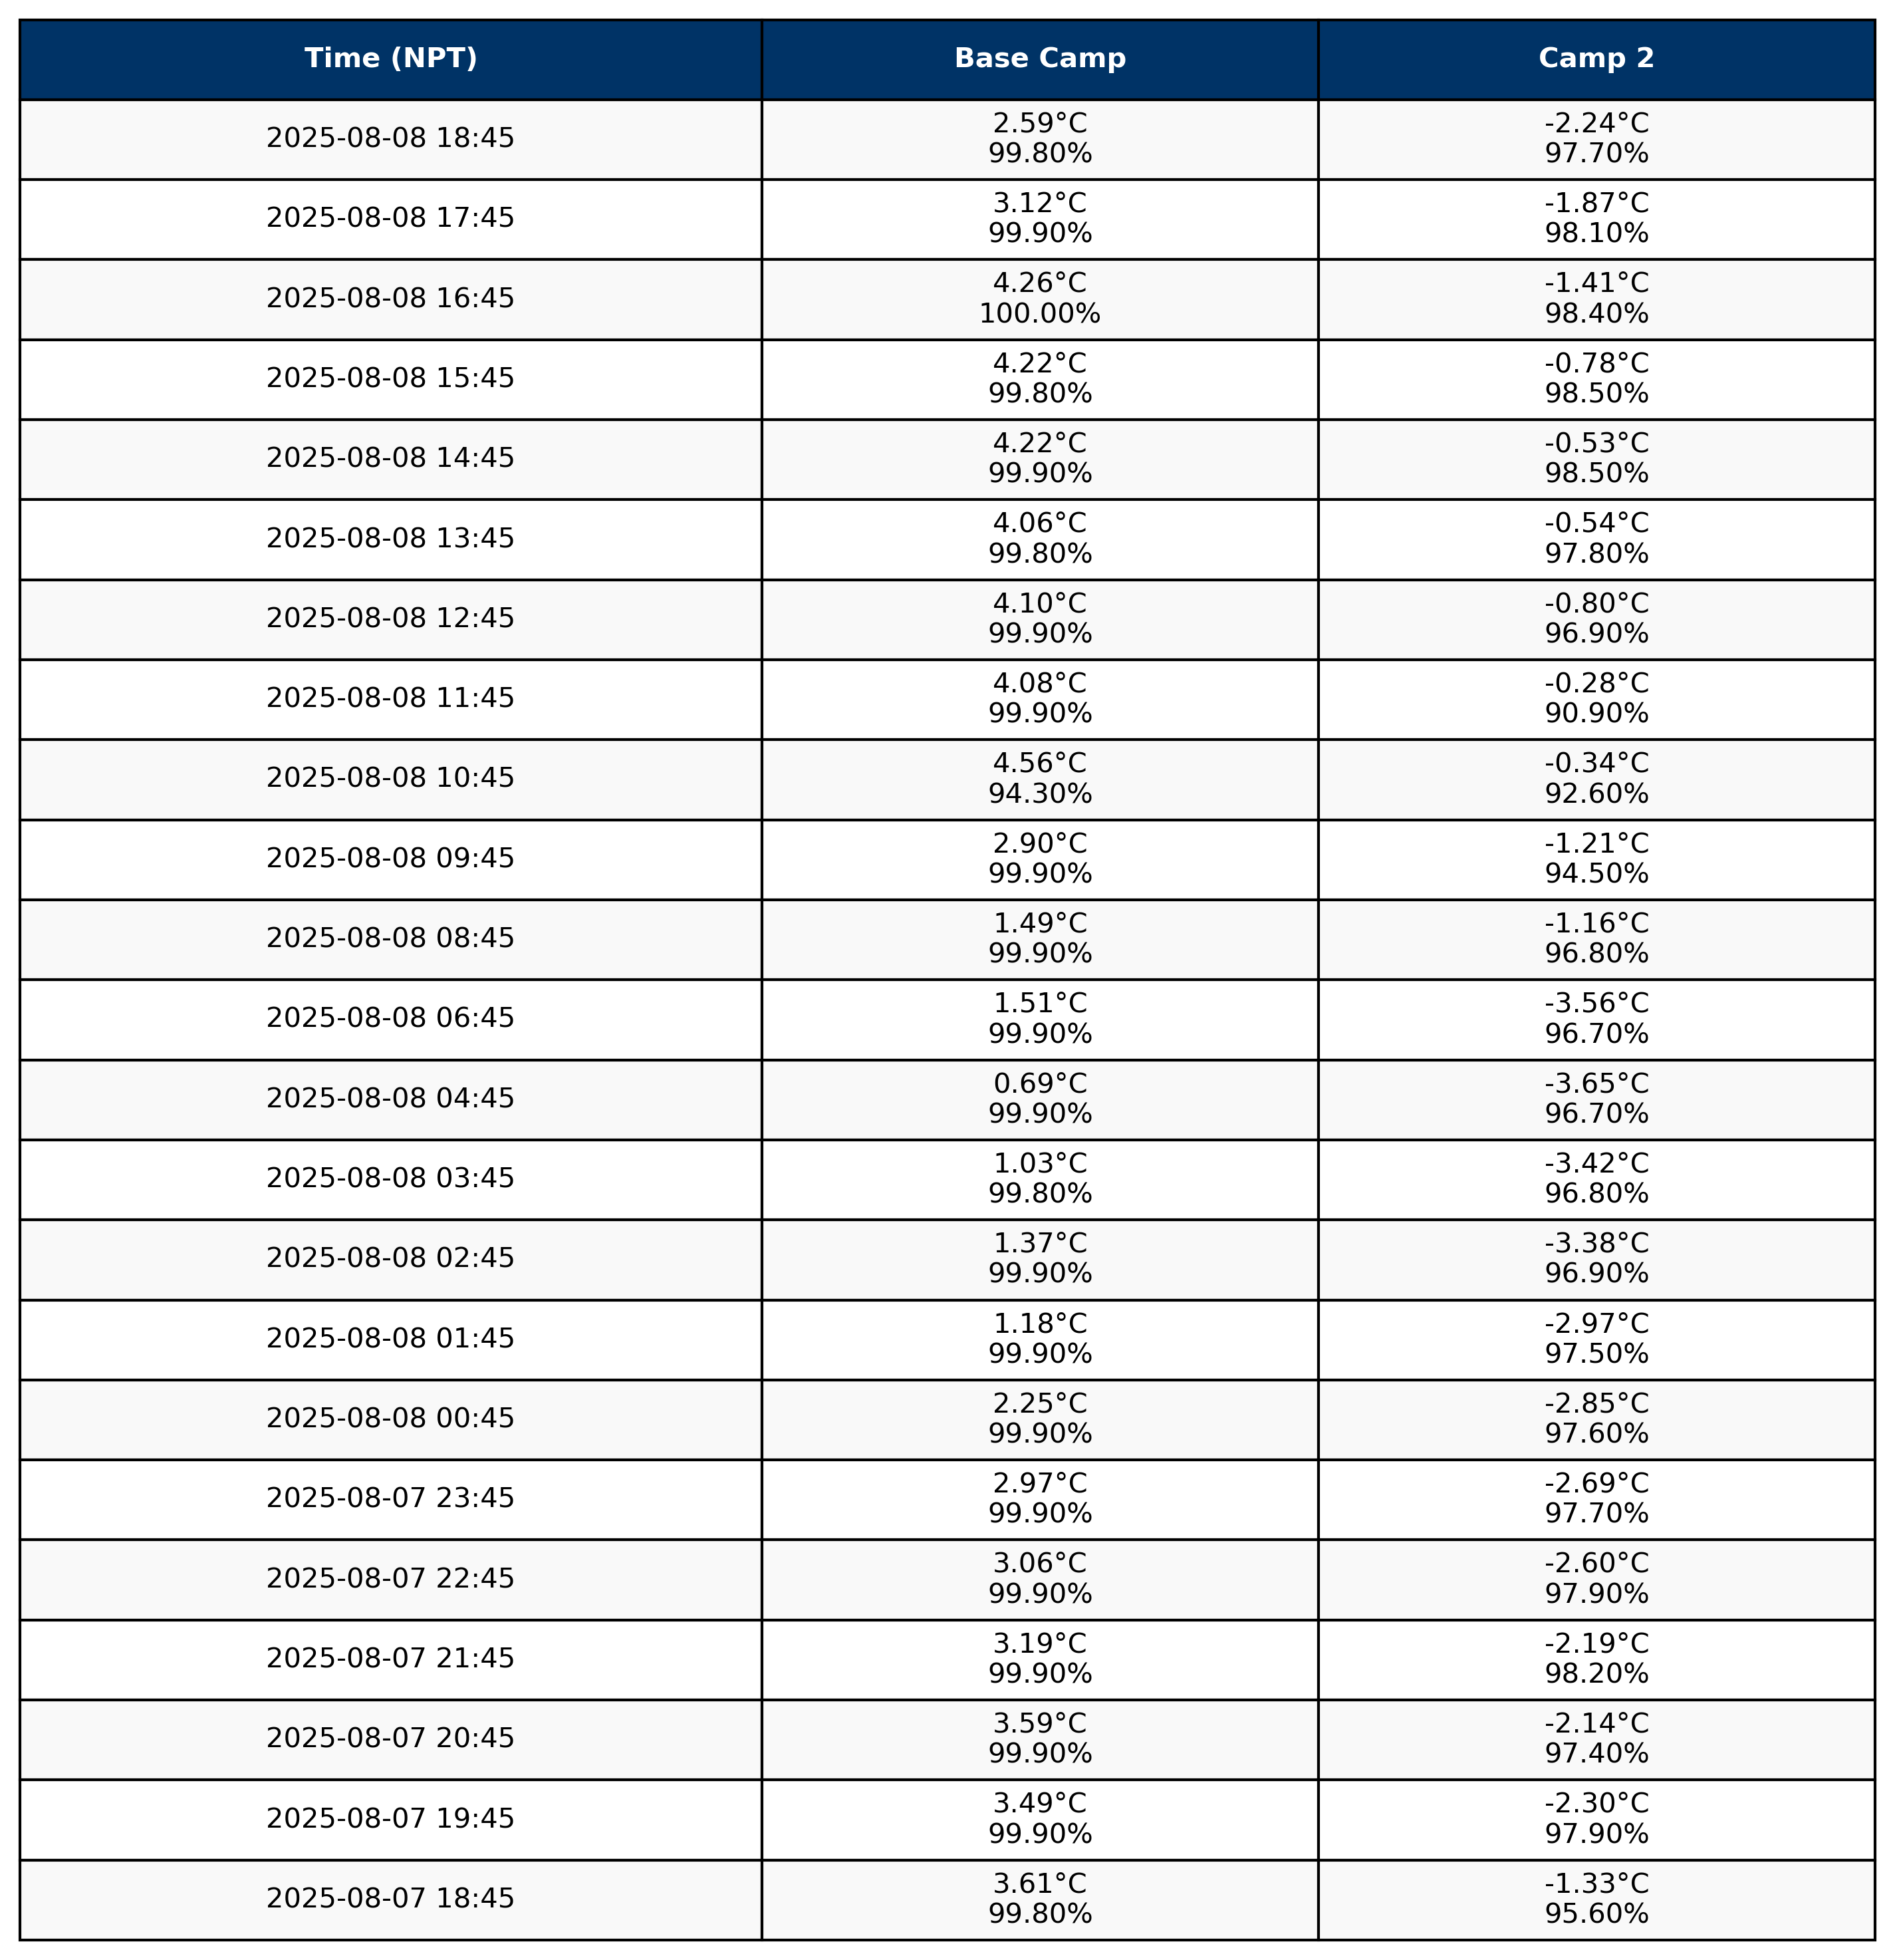 Time (NPT) Base Camp Camp 2
2.59°C -2.24°C
2025-08-08 18:45
99.80% 97.70%
3.12°C -1.87°C
2025-08-08 17:45
99.90% 98.10%
4.26°C -1.41°C
2025-08-08 16:45
100.00% 98.40%
4.22°C -0.78°C
2025-08-08 15:45
99.80% 98.50%
4.22°C -0.53°C
2025-08-08 14:45
99.90% 98.50%
4.06°C -0.54°C
2025-08-08 13:45
99.80% 97.80%
4.10°C -0.80°C
2025-08-08 12:45
99.90% 96.90%
4.08°C -0.28°C
2025-08-08 11:45
99.90% 90.90%
4.56°C -0.34°C
2025-08-08 10:45
94.30% 92.60%
2.90°C -1.21°C
2025-08-08 09:45
99.90% 94.50%
1.49°C -1.16°C
2025-08-08 08:45
99.90% 96.80%
1.51°C -3.56°C
2025-08-08 06:45
99.90% 96.70%
0.69°C -3.65°C
2025-08-08 04:45
99.90% 96.70%
1.03°C -3.42°C
2025-08-08 03:45
99.80% 96.80%
1.37°C -3.38°C
2025-08-08 02:45
99.90% 96.90%
1.18°C -2.97°C
2025-08-08 01:45
99.90% 97.50%
2.25°C -2.85°C
2025-08-08 00:45
99.90% 97.60%
2.97°C -2.69°C
2025-08-07 23:45
99.90% 97.70%
3.06°C -2.60°C
2025-08-07 22:45
99.90% 97.90%
3.19°C -2.19°C
2025-08-07 21:45
99.90% 98.20%
3.59°C -2.14°C
2025-08-07 20:45
99.90% 97.40%
3.49°C -2.30°C
2025-08-07 19:45
99.90% 97.90%
3.61°C -1.33°C
2025-08-07 18:45
99.80% 95.60%